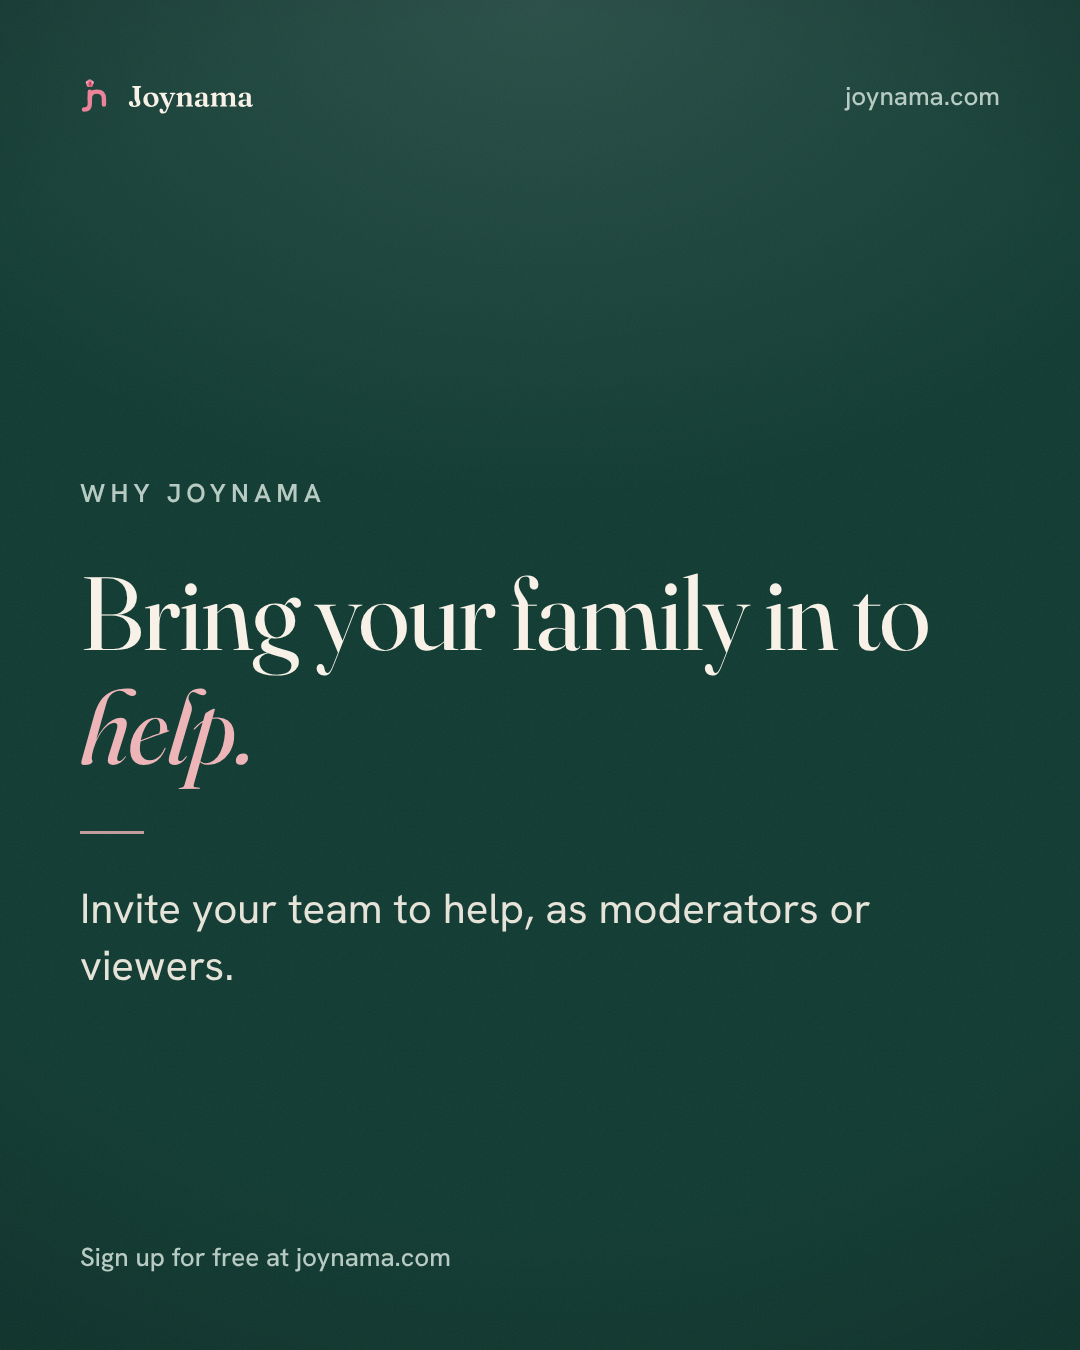 Joynama
joynama.com
WHY JOYNAMA
Bring your family in to
help.
Invite your team to help, as moderators or
viewers.
Sign up for free at joynama.com